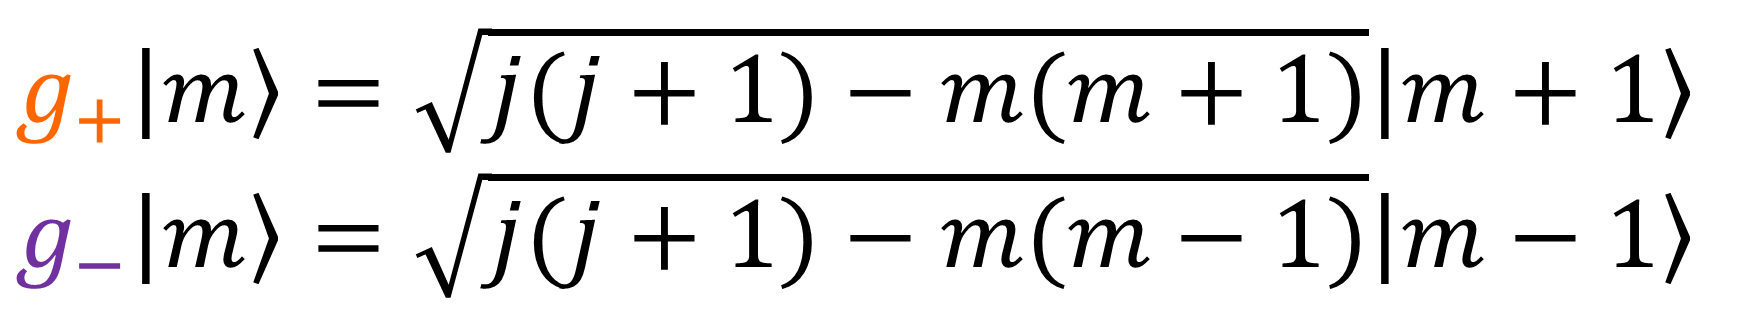 g₊|m⟩ = √(j(j + 1) − m(m + 1))|m + 1⟩
g₋|m⟩ = √(j(j + 1) − m(m − 1))|m − 1⟩